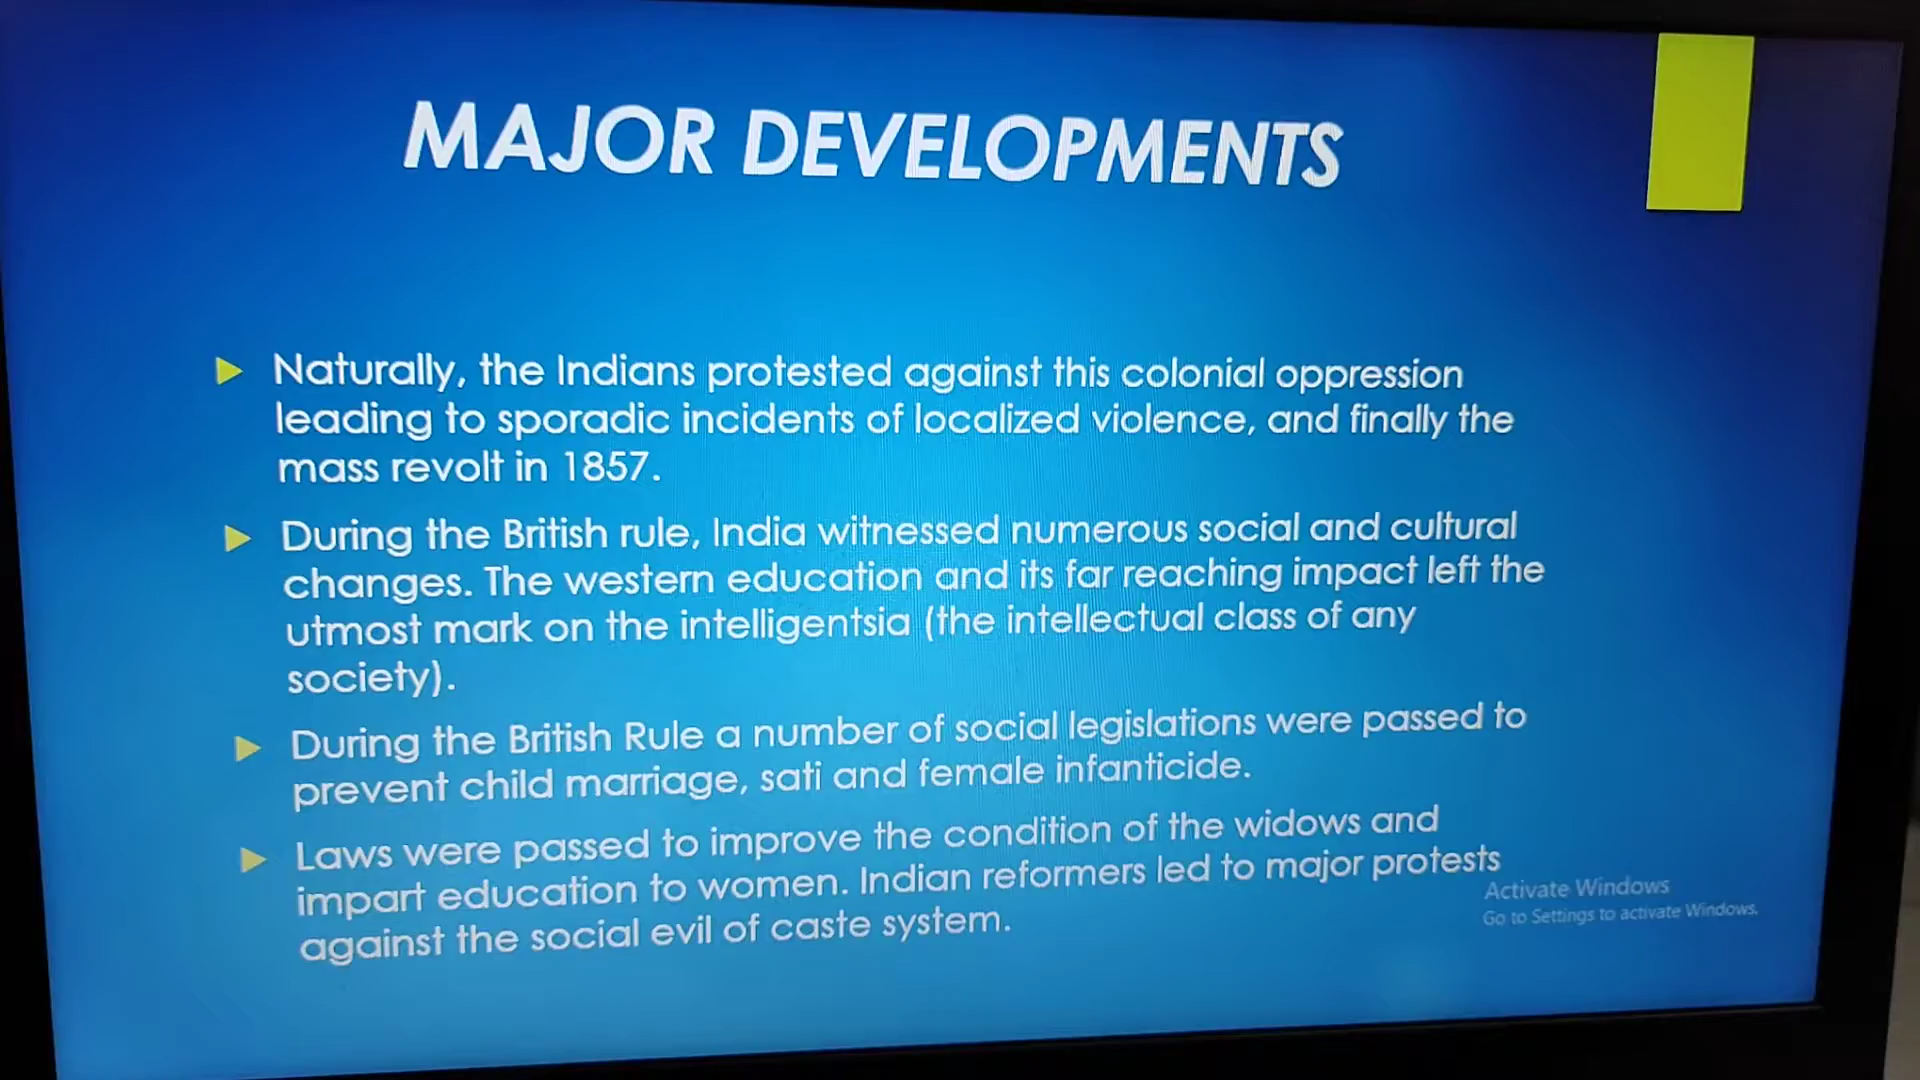 MAJOR DEVELOPMENTS
Naturally, the Indians protested against this colonial oppression
leading to sporadic incidents of localized violence, and finally the
mass revolt in 1857.
During the British rule, India witnessed numerous social and cultural
changes. The western education and its far reaching impact left the
utmost mark on the intelligentsia (the intellectual class of any
society).
During the British Rule a number of social legislations were passed to
prevent child marriage, sati and female infanticide.
Laws were passed to improve the condition of the widows and
impart education to women. Indian reformers led to major protests
against the social evil of caste system.
Activate Windows
Go to Settings to activate Windows.